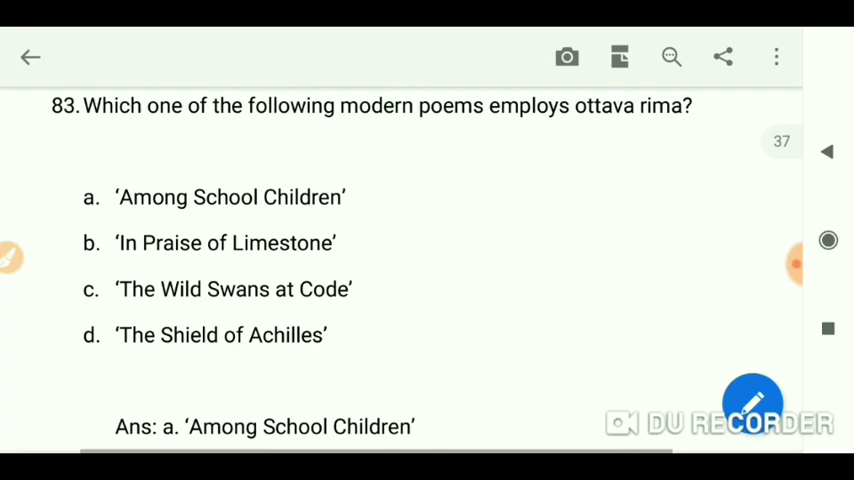 83. Which one of the following modern poems employs ottava rima?
37
a. ‘Among School Children’
b. ‘In Praise of Limestone’
c. ‘The Wild Swans at Code’
d. ‘The Shield of Achilles’
Ans: a. ‘Among School Children’
DU RECORDER